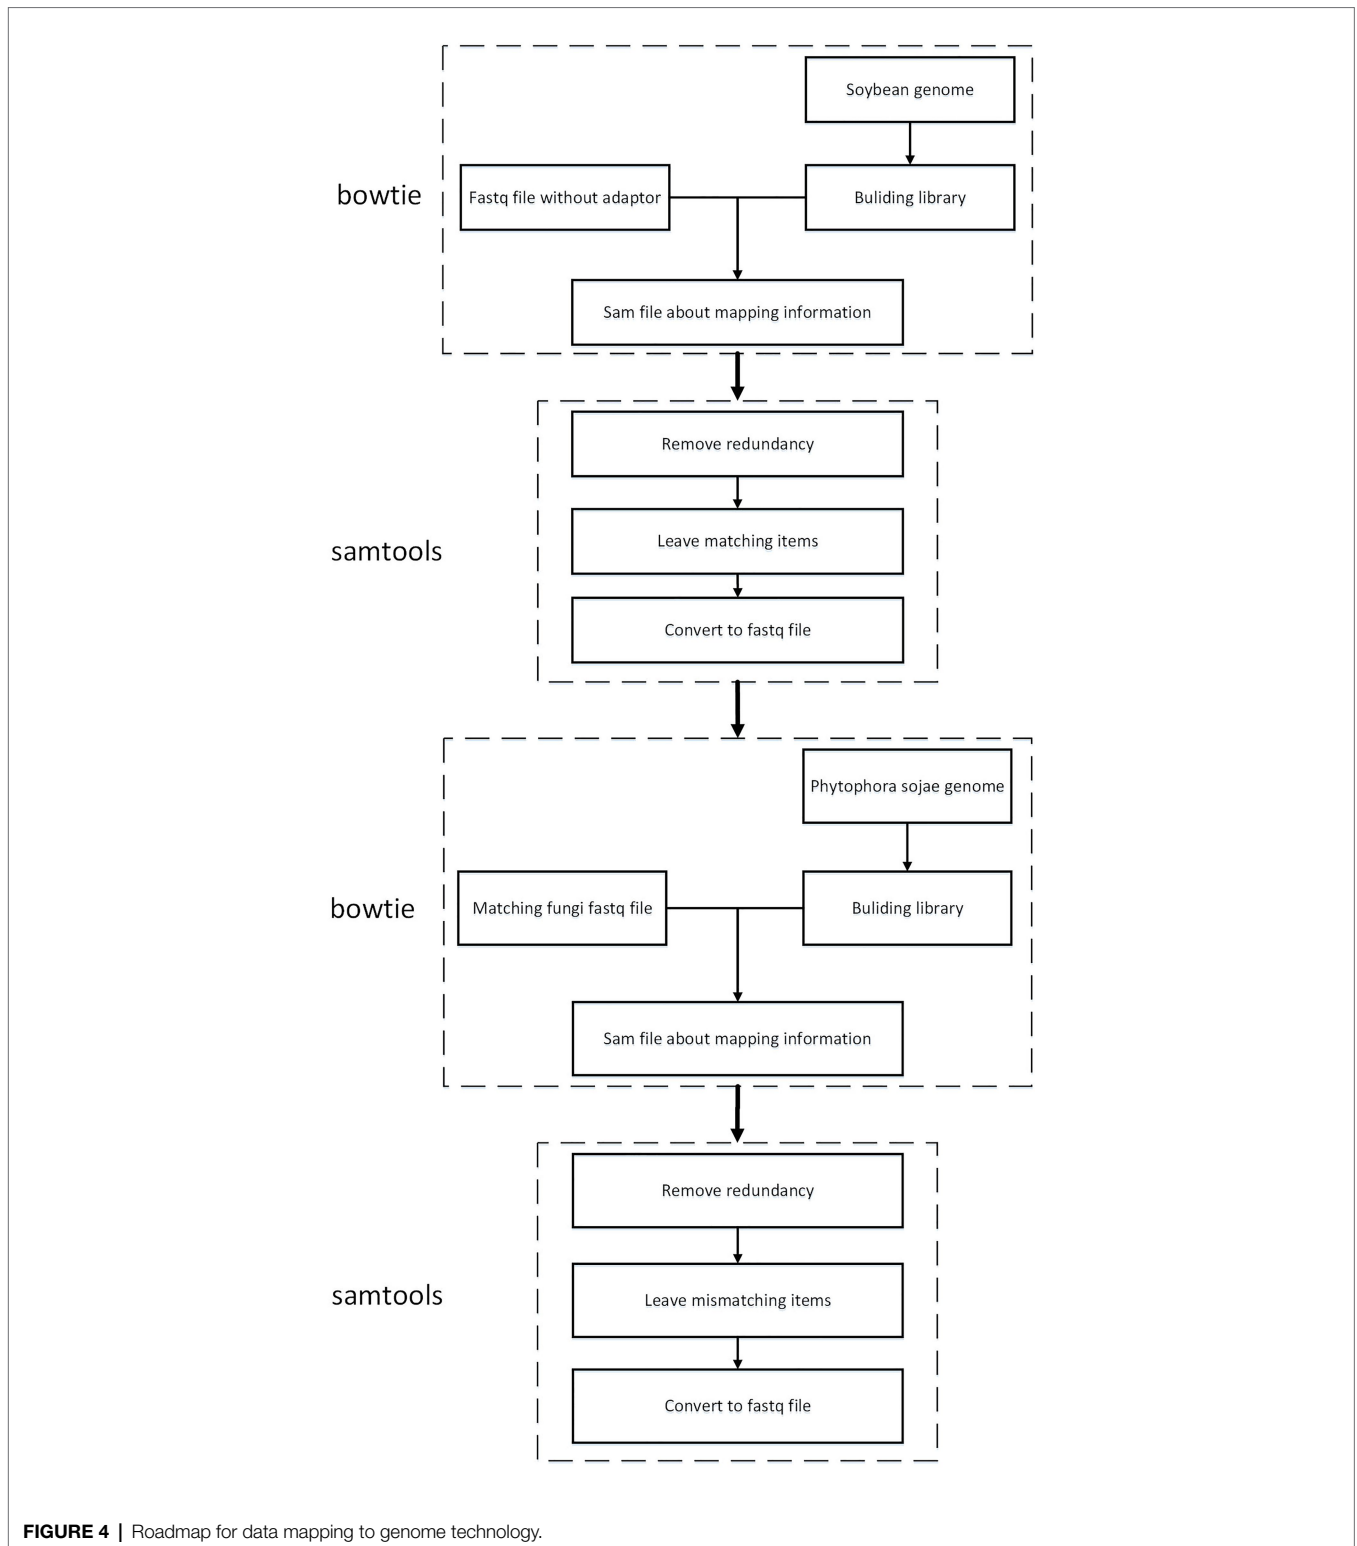 Soybean genome
bowtie
Fastq file without adaptor
Buliding library
Sam file about mapping information
Remove redundancy
samtools
Leave matching items
Convert to fastq file
Phytophora sojae genome
bowtie
Matching fungi fastq file
Buliding library
Sam file about mapping information
Remove redundancy
samtools
Leave mismatching items
Convert to fastq file
FIGURE 4 | Roadmap for data mapping to genome technology.